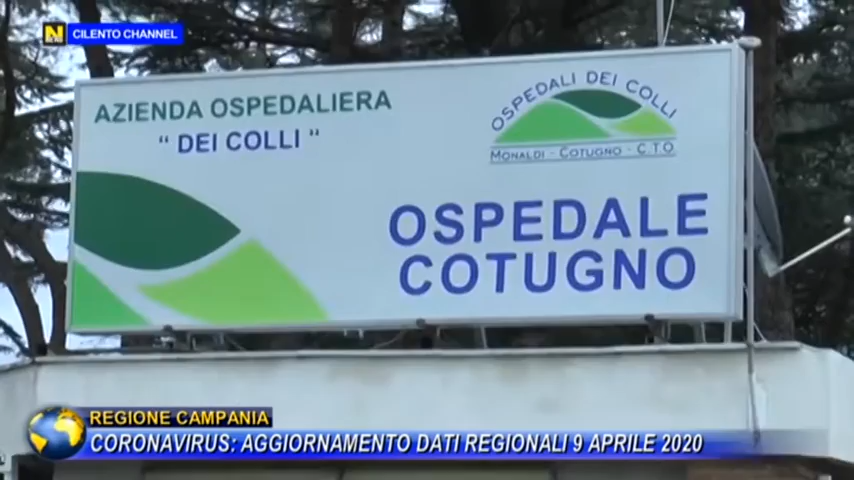 N
CILENTO CHANNEL
AZIENDA OSPEDALIERA
" DEI COLLI "
OSPEDALI DEI COLLI
MONALDI - COTUGNO - C.T.O
OSPEDALE
COTUGNO
REGIONE CAMPANIA
CORONAVIRUS: AGGIORNAMENTO DATI REGIONALI 9 APRILE 2020